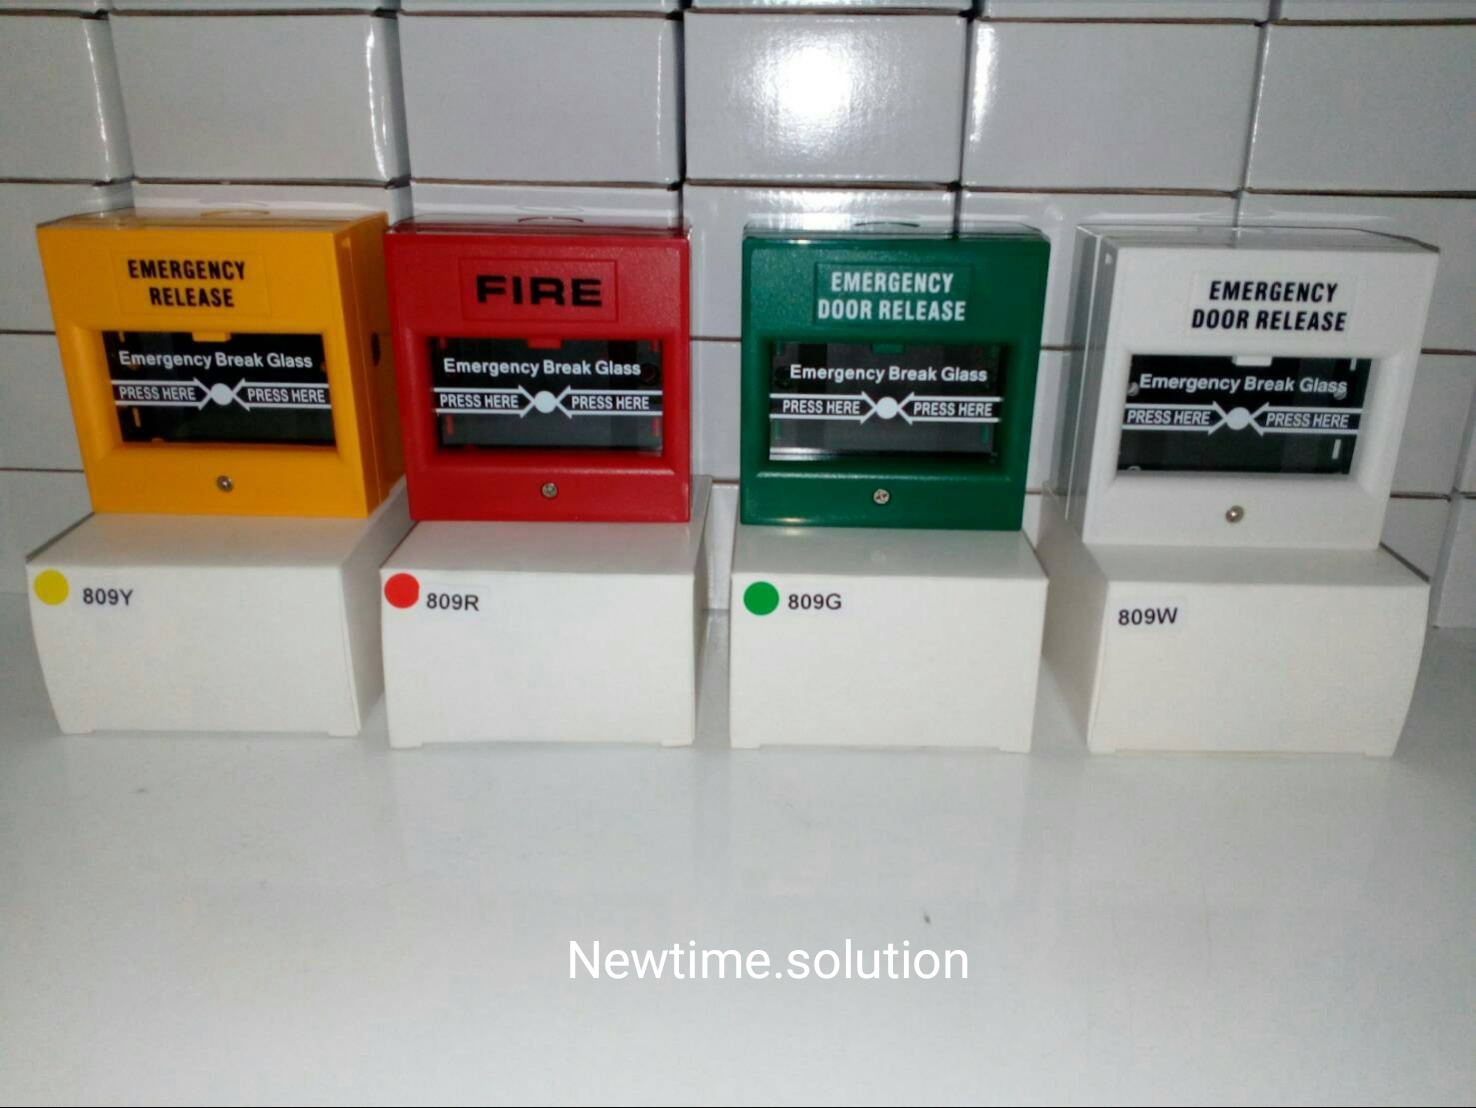 EMERGENCY
RELEASE
Emergency Break Glass
PRESS HERE PRESS HERE
809Y
FIRE
Emergency Break Glass
PRESS HERE PRESS HERE
809R
EMERGENCY
DOOR RELEASE
Emergency Break Glass
PRESS HERE PRESS HERE
809G
EMERGENCY
DOOR RELEASE
Emergency Break Glass
PRESS HERE PRESS HERE
809W
Newtime.solution